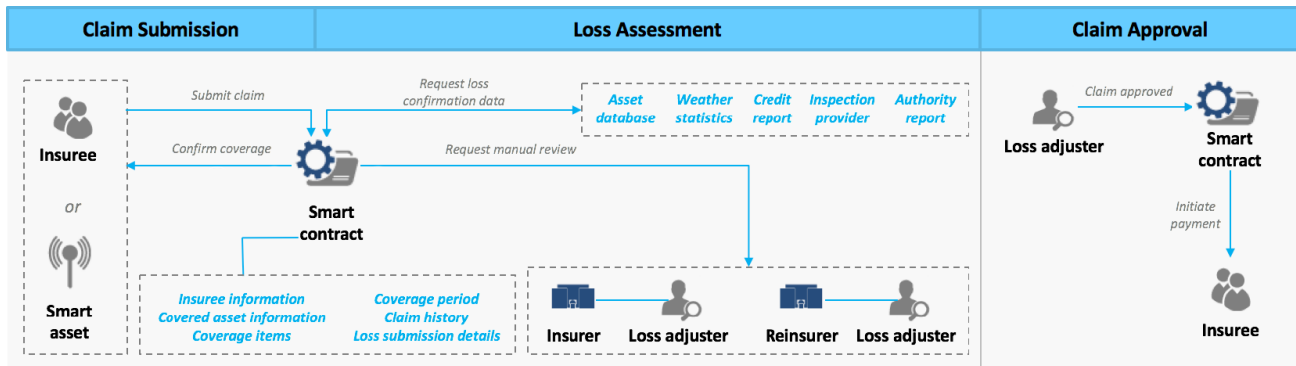 Claim Submission
Loss Assessment
Claim Approval
Insuree
or
Smart
asset
Submit claim
Confirm coverage
Smart
contract
Insuree information
Covered asset information
Coverage items
Coverage period
Claim history
Loss submission details
Request loss
confirmation data
Asset
database
Weather
statistics
Credit
report
Inspection
provider
Authority
report
Request manual review
Insurer
Loss adjuster
Reinsurer
Loss adjuster
Loss adjuster
Claim approved
Smart
contract
Initiate
payment
Insuree